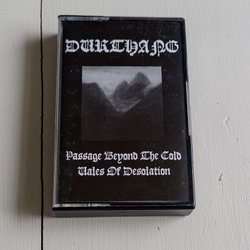 DURTHANG
Passage Beyond The Cold
Vales Of Desolation